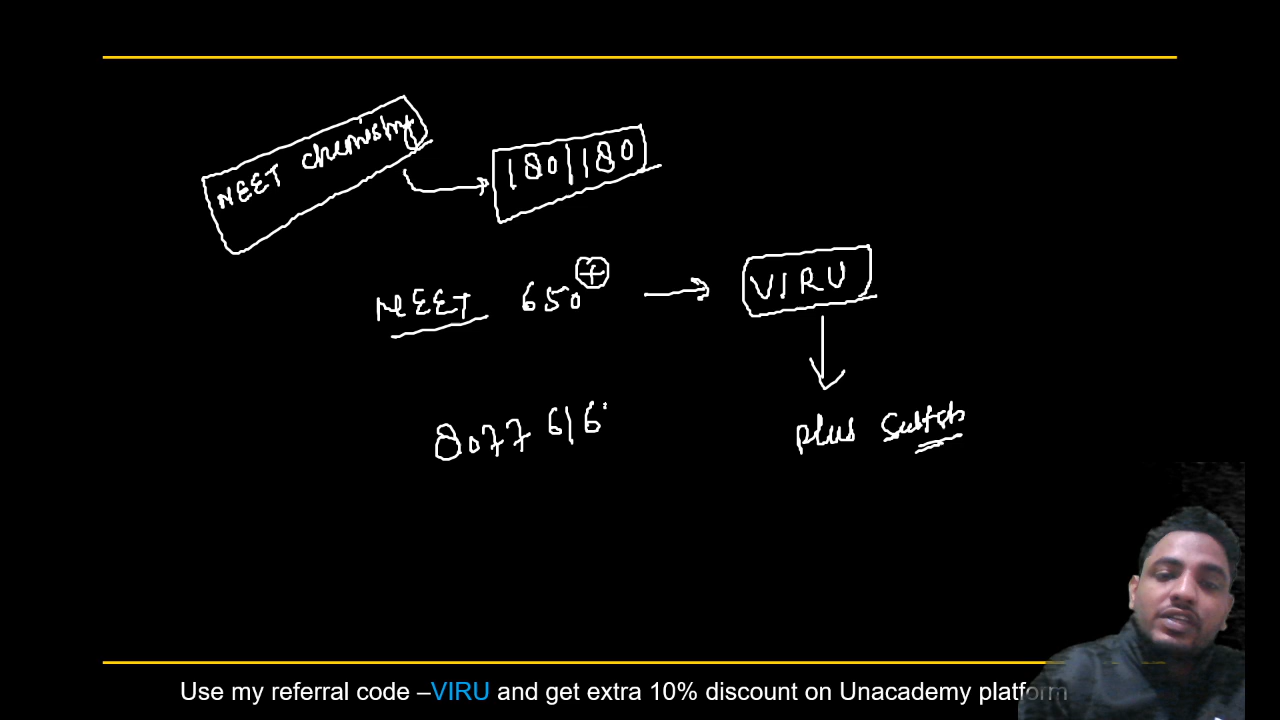 NEET chemistry
180|180
NEET 650+
VIRU
8077 616
plus
Use my referral code –VIRU and get extra 10% discount on Unacademy platform